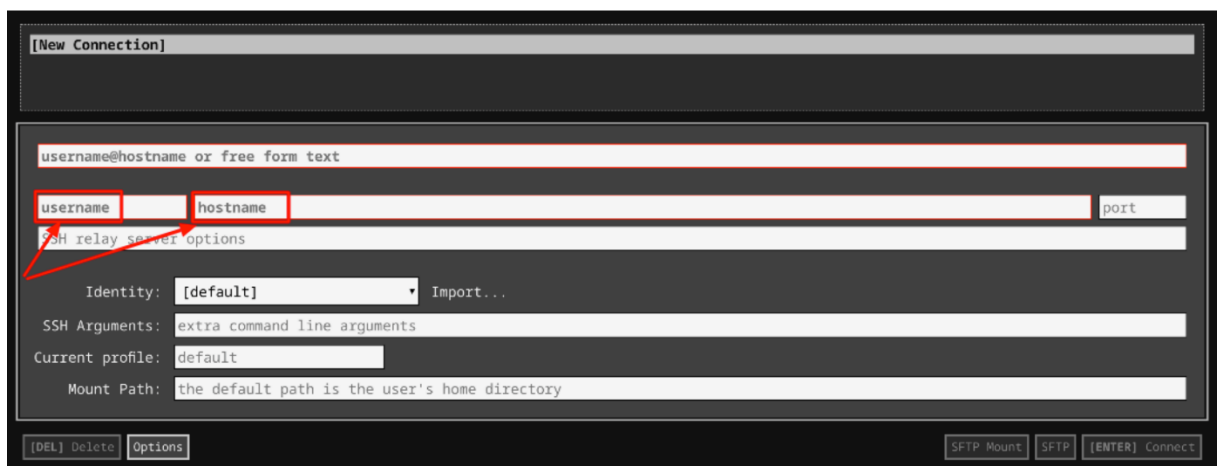 [New Connection]
username@hostname or free form text
username hostname port
SSH relay server options
Identity: [default] Import...
SSH Arguments: extra command line arguments
Current profile: default
Mount Path: the default path is the user's home directory
[DEL] Delete Options SFTP Mount SFTP [ENTER] Connect